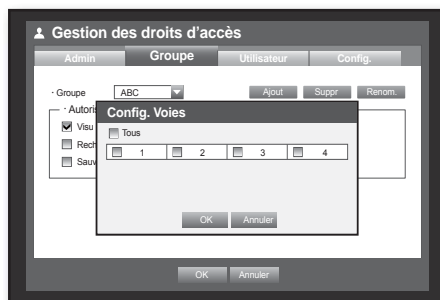 Gestion des droits d'accès
Admin Groupe Utilisateur Config.
· Groupe ABC Ajout Suppr Renom.
· Autoris
Config. Voies
Visu
Tous
Rech
1 2 3 4
Sauv
OK Annuler
OK Annuler